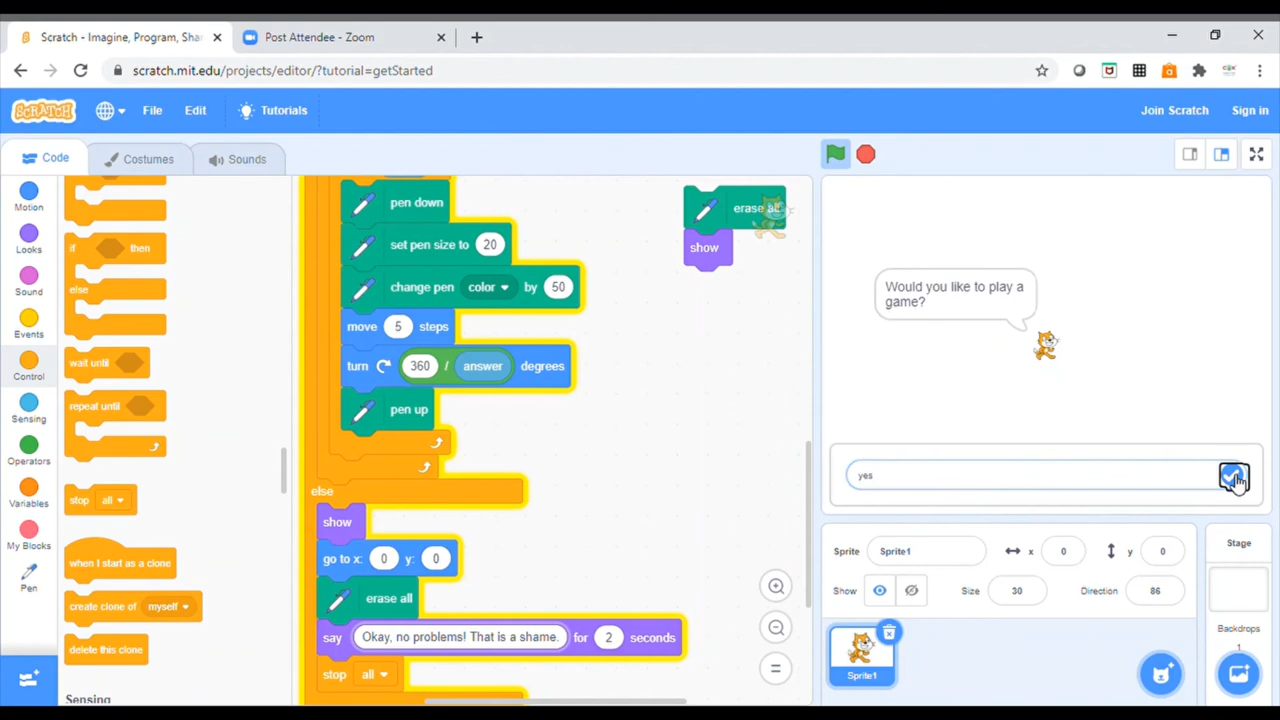 Scratch - Imagine, Program, Sha
Post Attendee - Zoom
scratch.mit.edu/projects/editor/?tutorial=getStarted
SCRATCH
File
Edit
Tutorials
Join Scratch
Sign in
Code
Costumes
Sounds
Motion
Looks
Sound
Events
Control
Sensing
Operators
Variables
My Blocks
Pen
if then
else
wait until
repeat until
stop all
when I start as a clone
create clone of myself
delete this clone
Sensing
pen down
set pen size to 20
change pen color by 50
move 5 steps
turn 360 / answer degrees
pen up
else
show
go to x: 0 y: 0
erase all
say Okay, no problems! That is a shame. for 2 seconds
stop all
erase all
show
Would you like to play a
game?
yes
Sprite Sprite1 x 0 y 0
Show Size 30 Direction 86
Sprite1
Stage
Backdrops
1